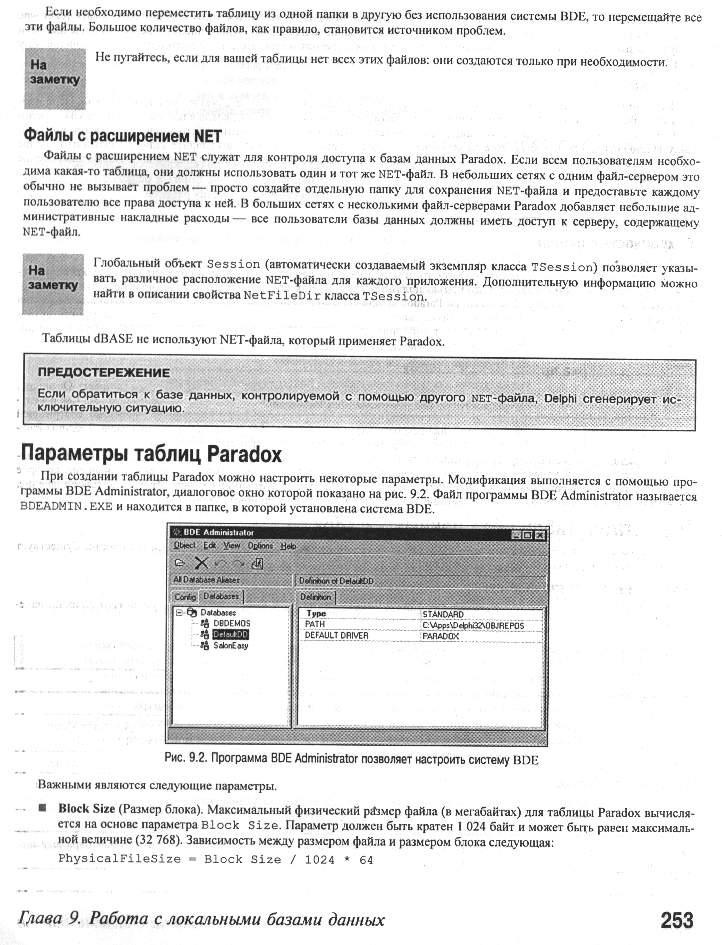 Если необходимо переместить таблицу из одной папки в другую без использования системы BDE, то перемещайте все
эти файлы. Большое количество файлов, как правило, становится источником проблем.
На
заметку
Не пугайтесь, если для вашей таблицы нет всех этих файлов: они создаются только при необходимости.
Файлы с расширением NET
Файлы с расширением NET служат для контроля доступа к базам данных Paradox. Если всем пользователям необхо-
дима какая-то таблица, они должны использовать один и тот же NET-файл. В небольших сетях с одним файл-сервером это
обычно не вызывает проблем — просто создайте отдельную папку для сохранения NET-файла и предоставьте каждому
пользователю все права доступа к ней. В больших сетях с несколькими файл-серверами Paradox добавляет небольшие ад-
министративные накладные расходы — все пользователи базы данных должны иметь доступ к серверу, содержащему
NET-файл.
На
заметку
Глобальный объект Session (автоматически создаваемый экземпляр класса TSession) позволяет указы-
вать различное расположение NET-файла для каждого приложения. Дополнительную информацию можно
найти в описании свойства NetFileDir класса TSession.
Таблицы dBASE не используют NET-файла, который применяет Paradox.
ПРЕДОСТЕРЕЖЕНИЕ
Если обратиться к базе данных, контролируемой с помощью другого NET-файла, Delphi сгенерирует ис-
ключительную ситуацию.
Параметры таблиц Paradox
При создании таблицы Paradox можно настроить некоторые параметры. Модификация выполняется с помощью про-
граммы BDE Administrator, диалоговое окно которой показано на рис. 9.2. Файл программы BDE Administrator называется
BDEADMIN.EXE и находится в папке, в которой установлена система BDE.
BDE Administrator
Object Edit View Options Help
All Database Aliases
Definition of DefaultDD
Config Databases
Definition
Databases
DBDEMOS
DefaultDD
SalonEasy
Type STANDARD
PATH C:\Apps\Delphi32\OBJREPOS
DEFAULT DRIVER PARADOX
Рис. 9.2. Программа BDE Administrator позволяет настроить систему BDE
Важными являются следующие параметры.
■ Block Size (Размер блока). Максимальный физический размер файла (в мегабайтах) для таблицы Paradox вычисля-
ется на основе параметра Block Size. Параметр должен быть кратен 1 024 байт и может быть равен максималь-
ной величине (32 768). Зависимость между размером файла и размером блока следующая:
PhysicalFileSize = Block Size / 1024 * 64
Глава 9. Работа с локальными базами данных
253